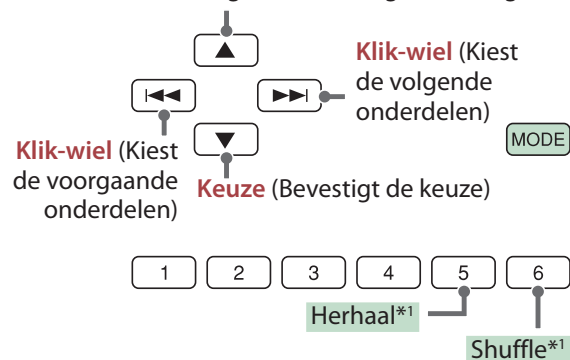 Klik-wiel (Kiest
de volgende
onderdelen)
MODE
Klik-wiel (Kiest
de voorgaande
onderdelen)
Keuze (Bevestigt de keuze)
1 2 3 4 5 6
Herhaal*1
Shuffle*1